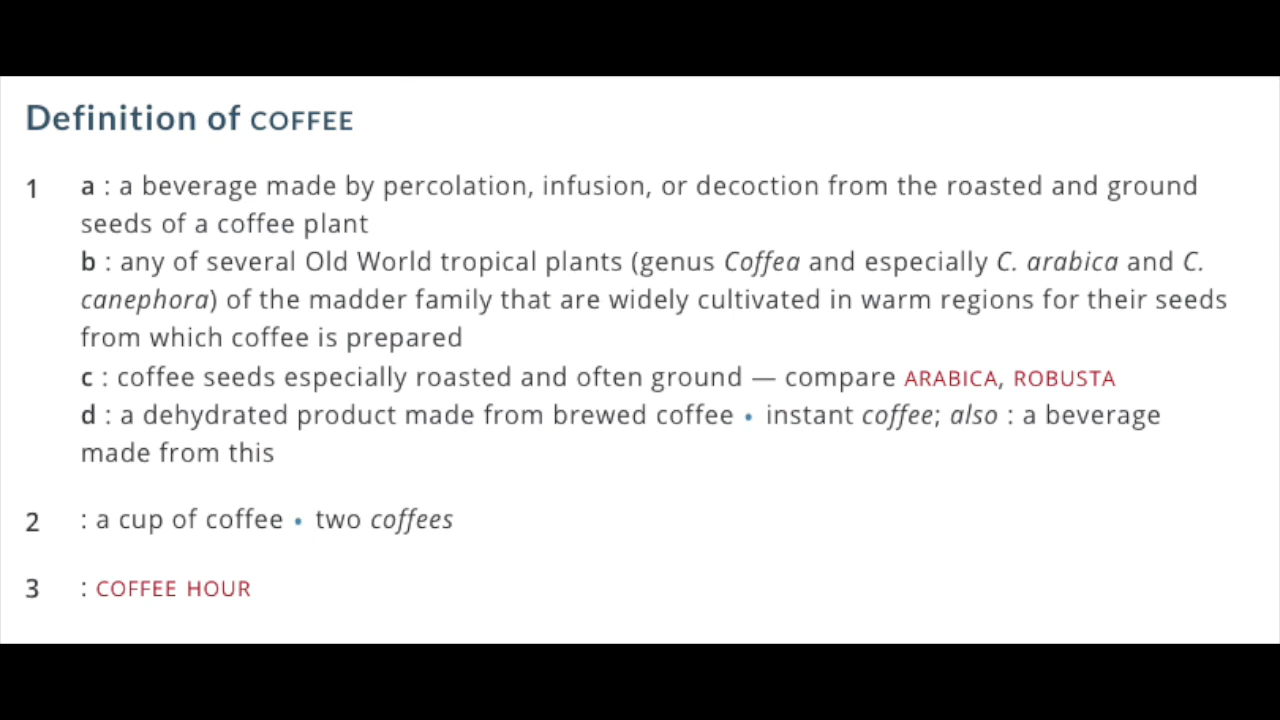 Definition of COFFEE
1 a : a beverage made by percolation, infusion, or decoction from the roasted and ground
seeds of a coffee plant
b : any of several Old World tropical plants (genus Coffea and especially C. arabica and C.
canephora) of the madder family that are widely cultivated in warm regions for their seeds
from which coffee is prepared
c : coffee seeds especially roasted and often ground — compare ARABICA, ROBUSTA
d : a dehydrated product made from brewed coffee • instant coffee; also : a beverage
made from this
2 : a cup of coffee • two coffees
3 : COFFEE HOUR